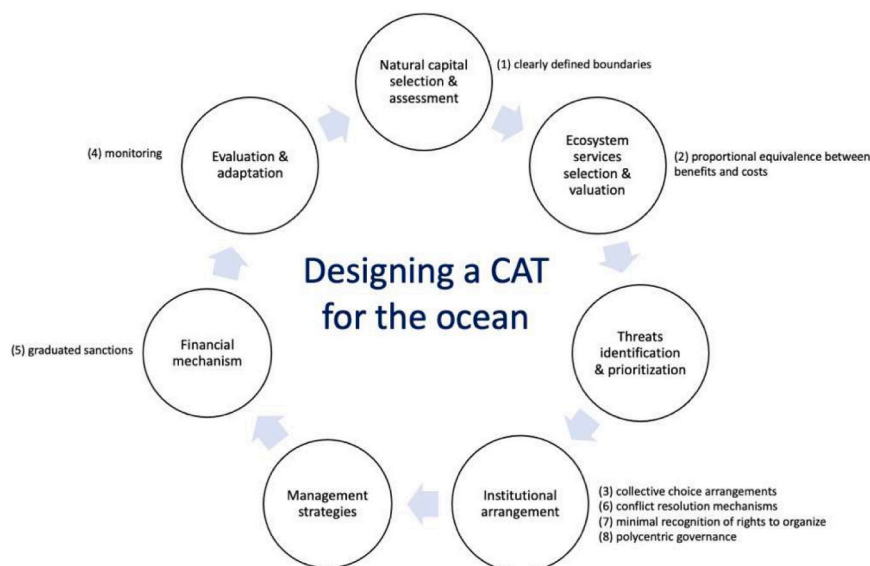 Natural capital
selection &
assessment
(1) clearly defined boundaries
Ecosystem
services
selection &
valuation
(2) proportional equivalence between
benefits and costs
Threats
identification
& prioritization
Institutional
arrangement
(3) collective choice arrangements
(6) conflict resolution mechanisms
(7) minimal recognition of rights to organize
(8) polycentric governance
Management
strategies
Financial
mechanism
(5) graduated sanctions
Evaluation &
adaptation
(4) monitoring
Designing a CAT
for the ocean